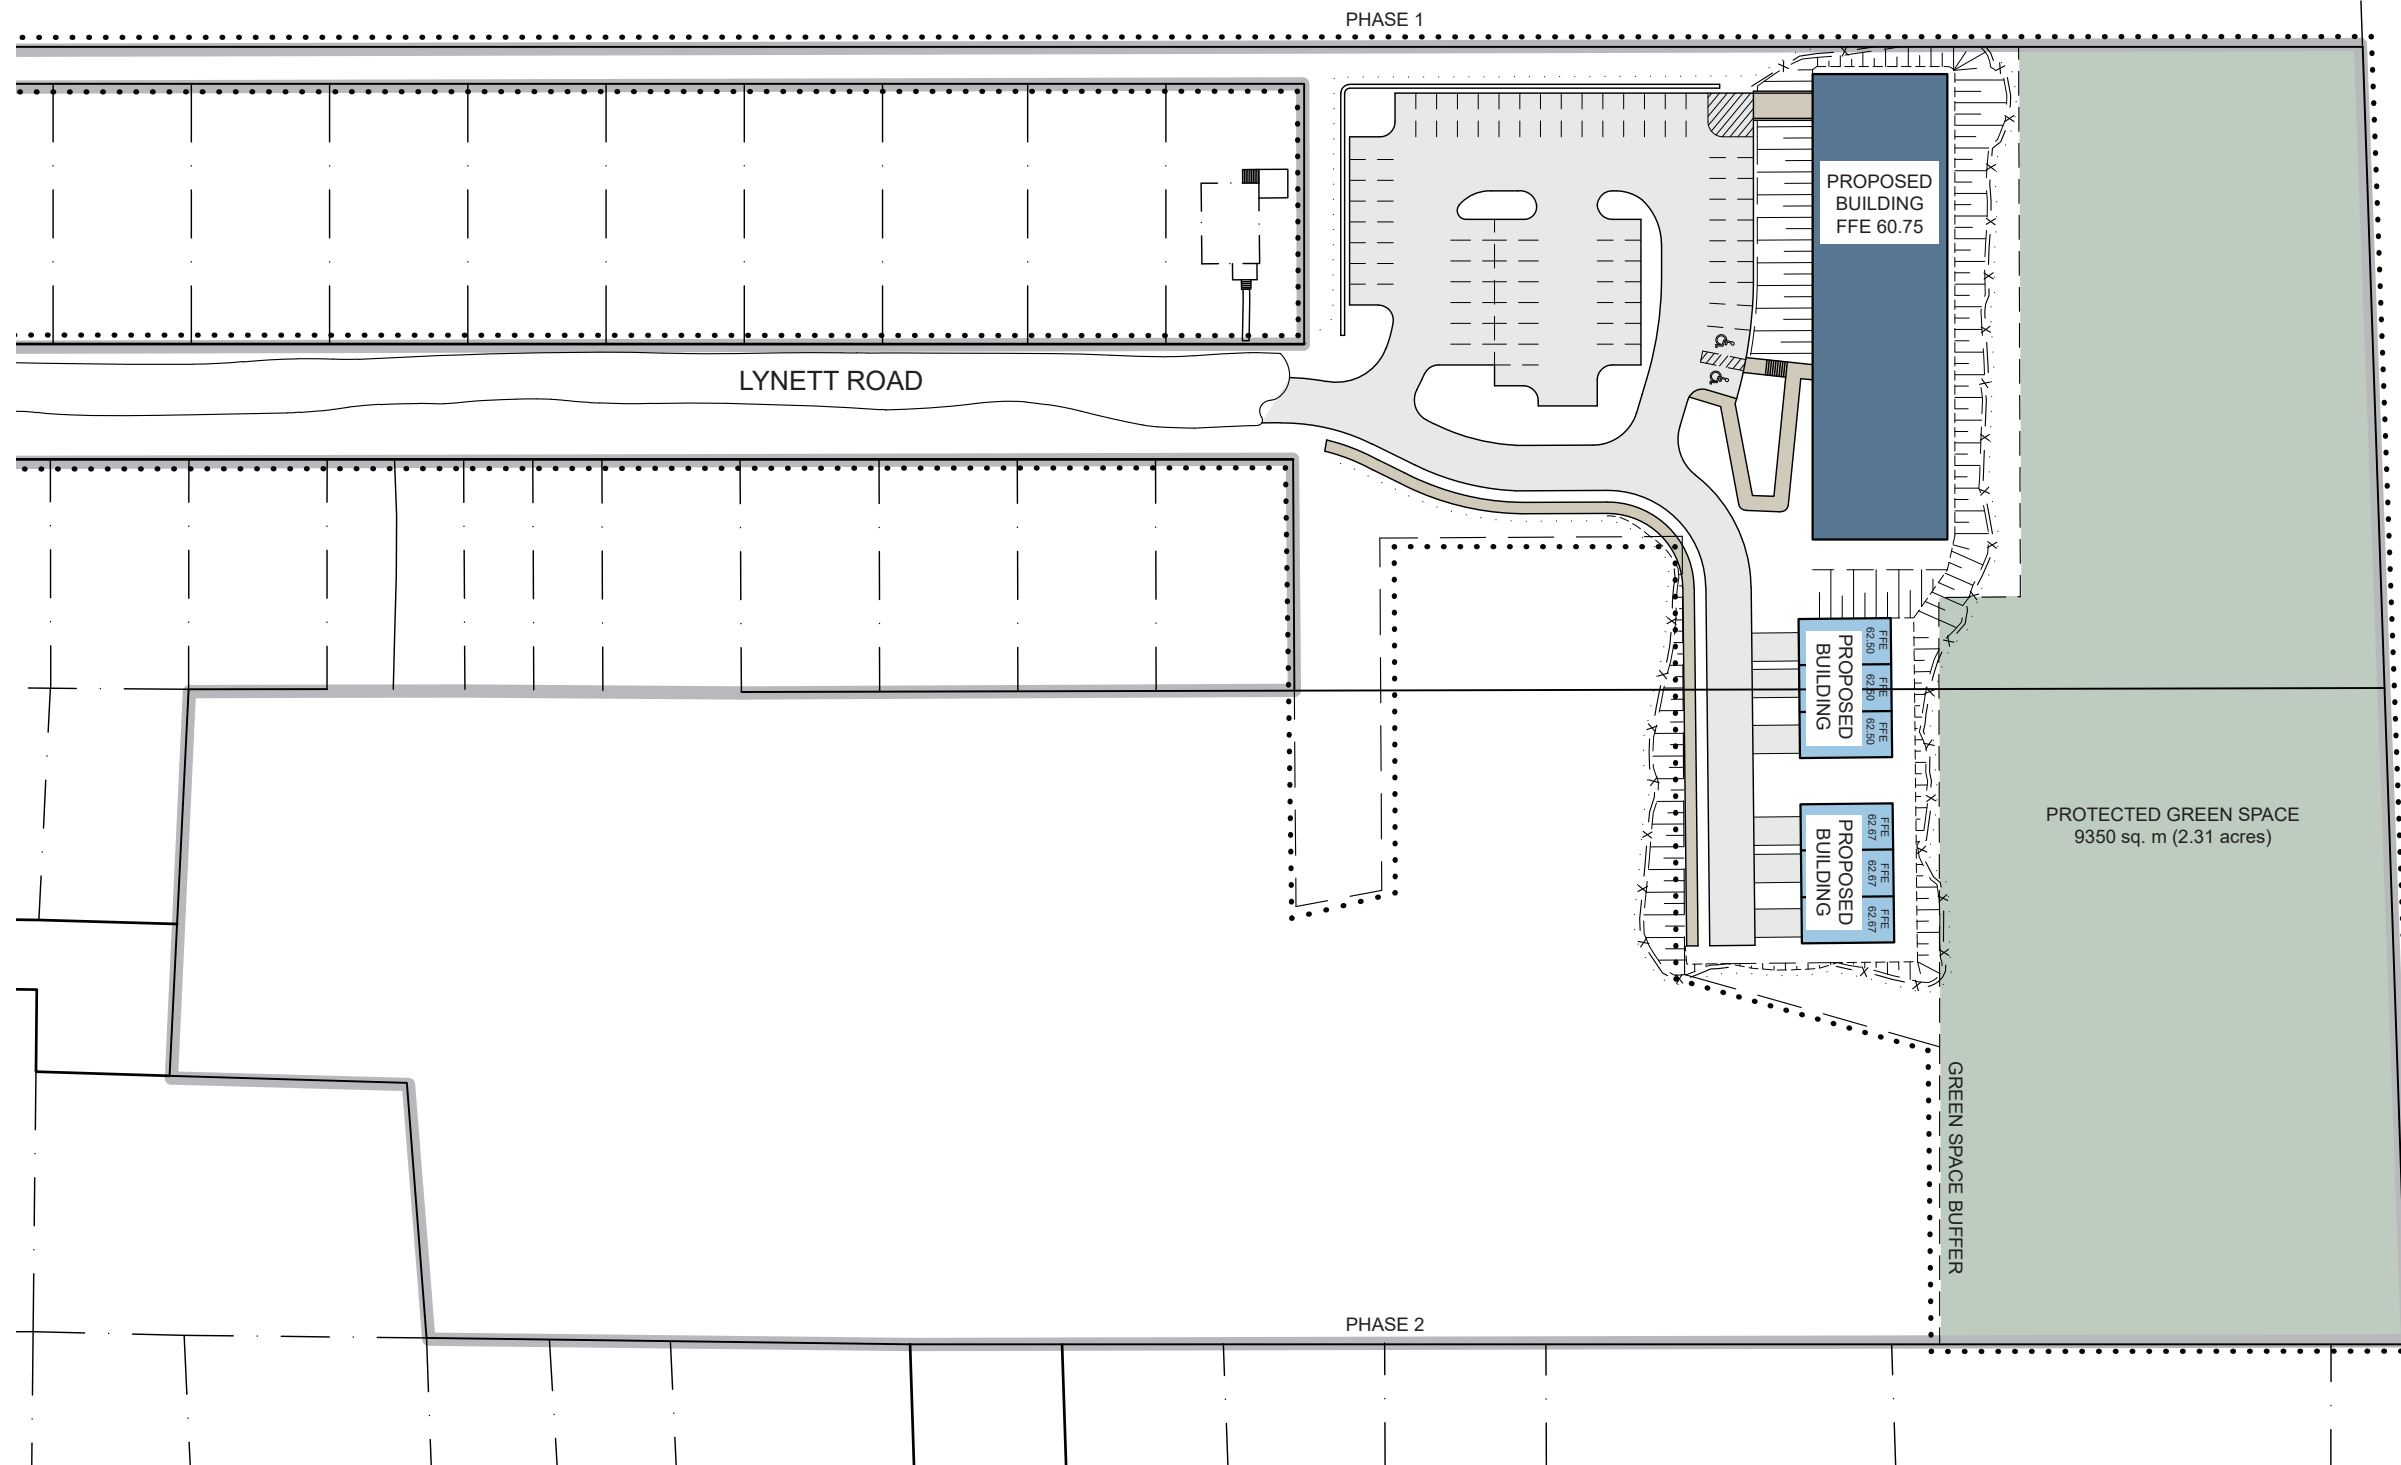 PHASE 1
PROPOSED
BUILDING
FFE 60.75
LYNETT ROAD
PROPOSED
BUILDING
FFE
62.50
FFE
62.50
FFE
62.50
PROPOSED
BUILDING
FFE
62.67
FFE
62.67
FFE
62.67
PROTECTED GREEN SPACE
9350 sq. m (2.31 acres)
GREEN SPACE BUFFER
PHASE 2